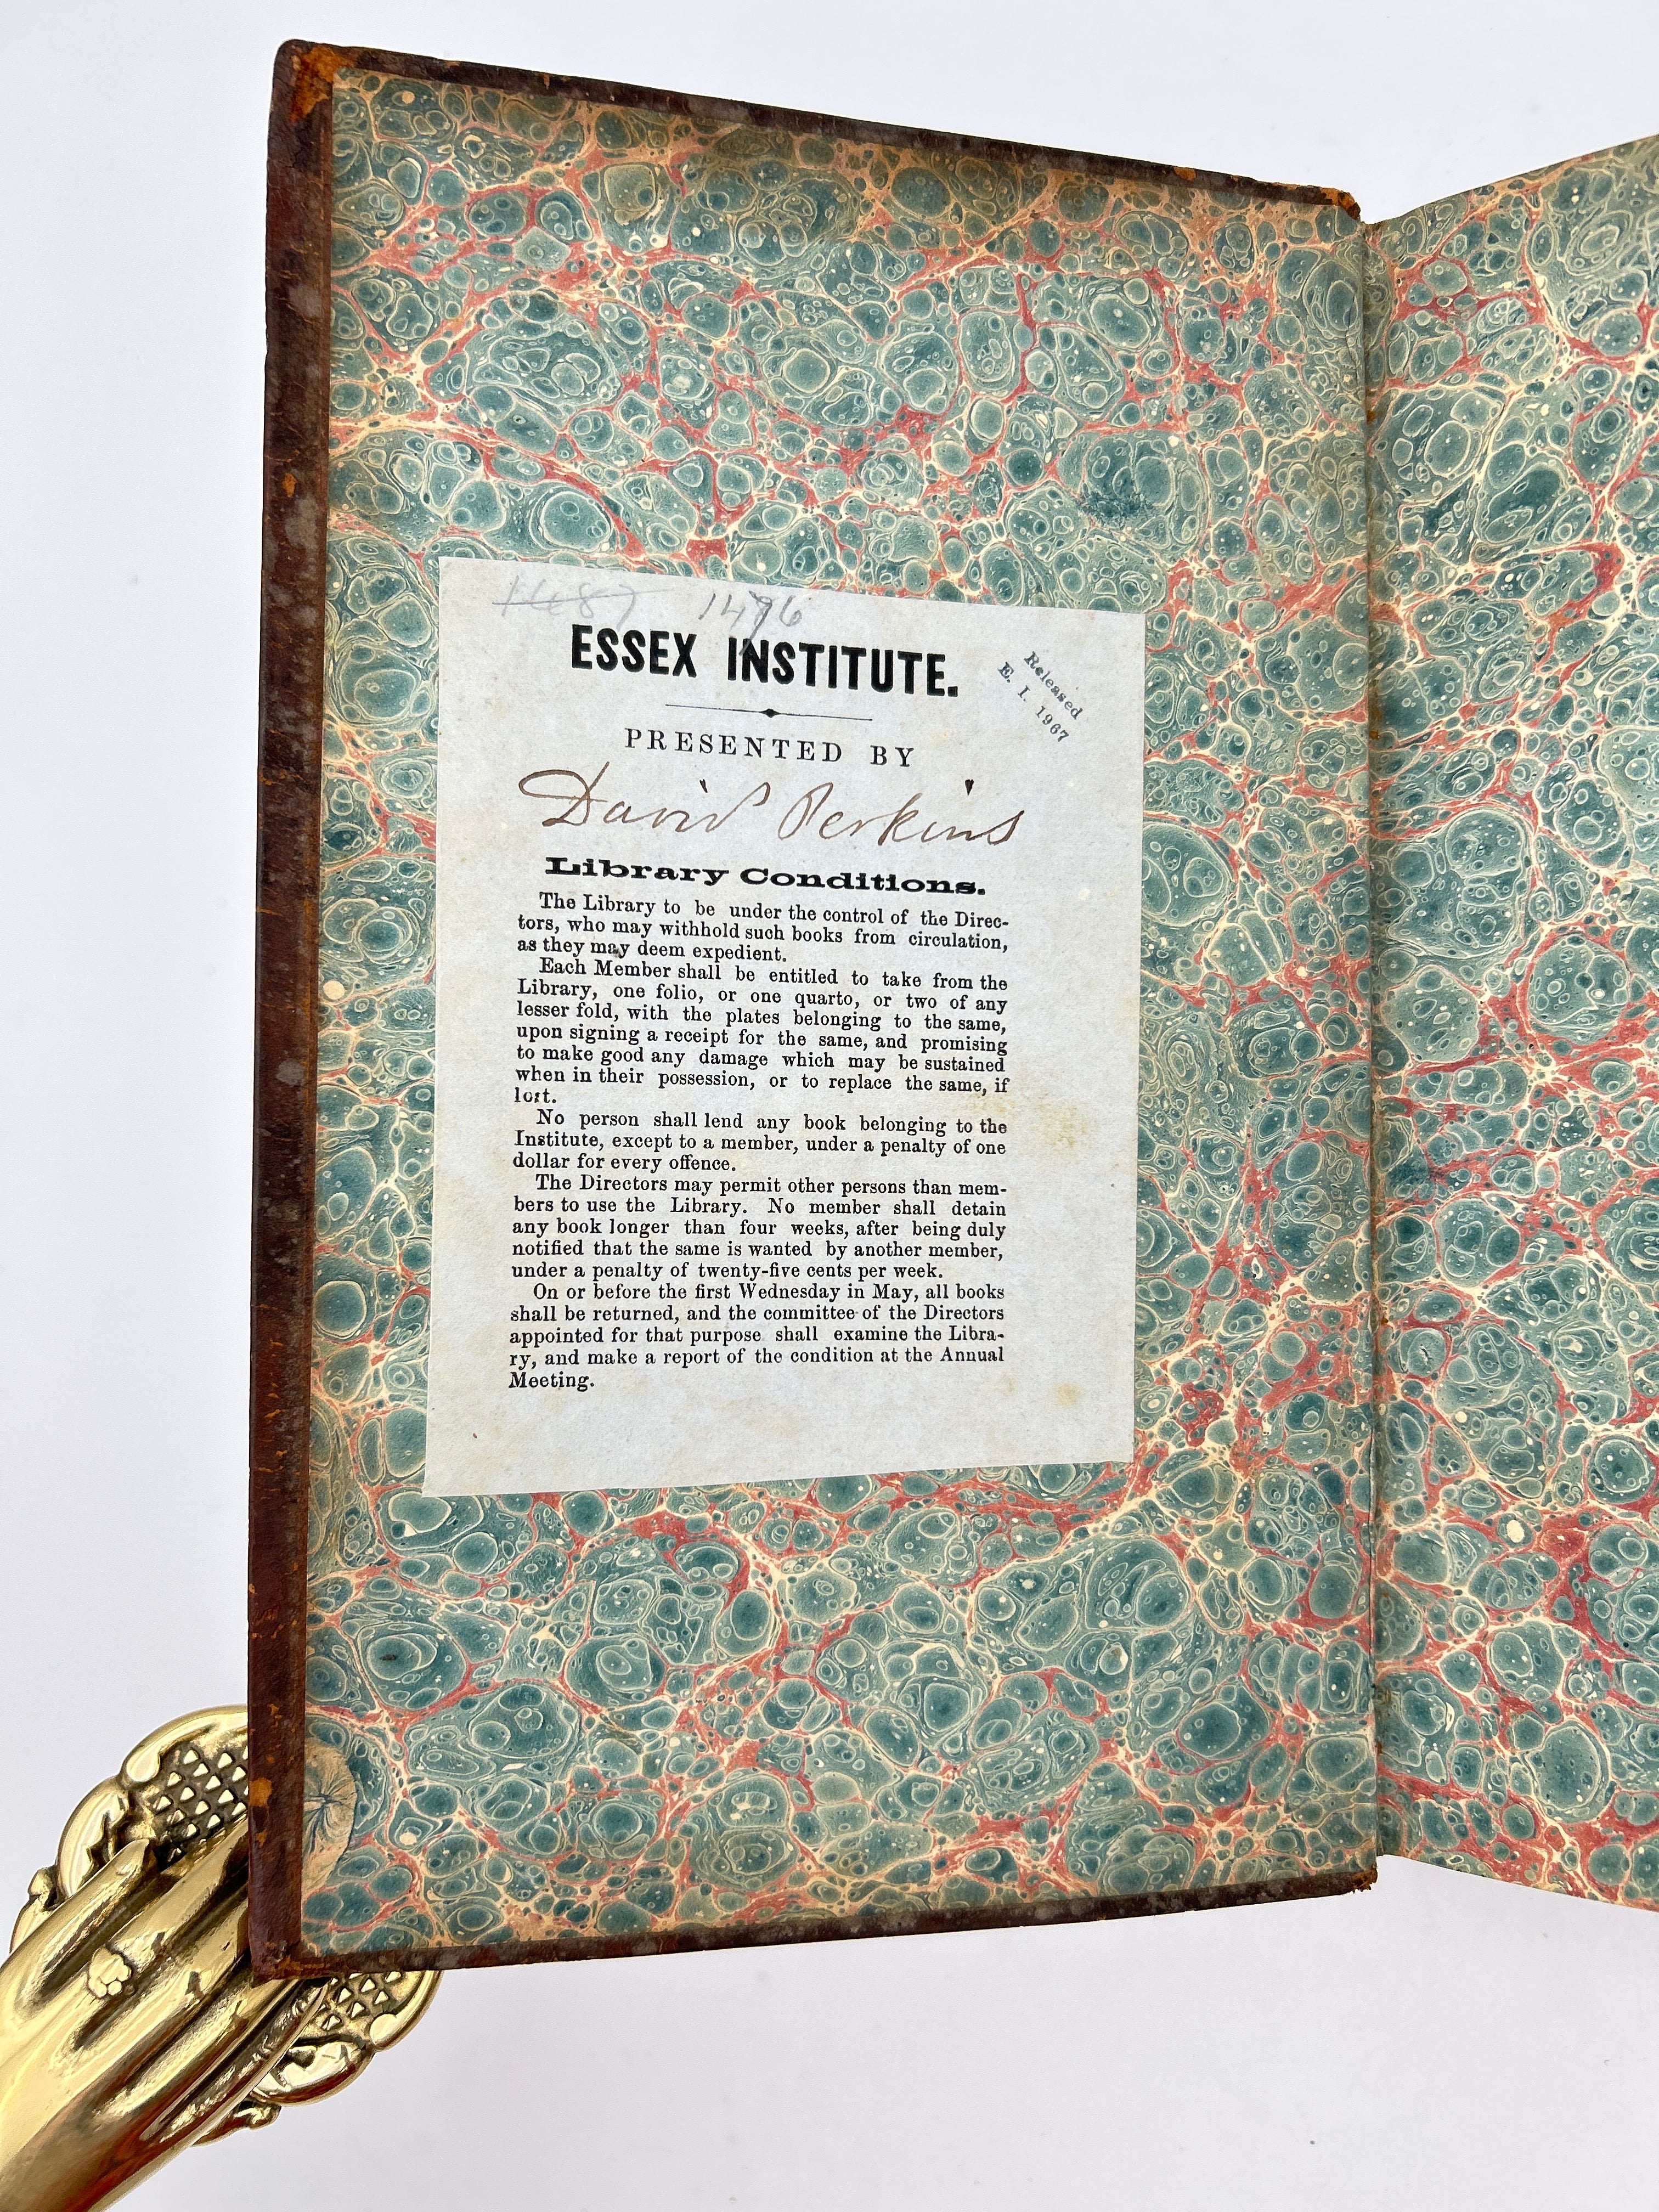 1487 1476
ESSEX INSTITUTE.
Released
E. I. 1967
PRESENTED BY
David Perkins
Library Conditions.
The Library to be under the control of the Direc-
tors, who may withhold such books from circulation,
as they may deem expedient.
Each Member shall be entitled to take from the
Library, one folio, or one quarto, or two of any
lesser fold, with the plates belonging to the same,
upon signing a receipt for the same, and promising
to make good any damage which may be sustained
when in their possession, or to replace the same, if
lost.
No person shall lend any book belonging to the
Institute, except to a member, under a penalty of one
dollar for every offence.
The Directors may permit other persons than mem-
bers to use the Library. No member shall detain
any book longer than four weeks, after being duly
notified that the same is wanted by another member,
under a penalty of twenty-five cents per week.
On or before the first Wednesday in May, all books
shall be returned, and the committee of the Directors
appointed for that purpose shall examine the Libra-
ry, and make a report of the condition at the Annual
Meeting.